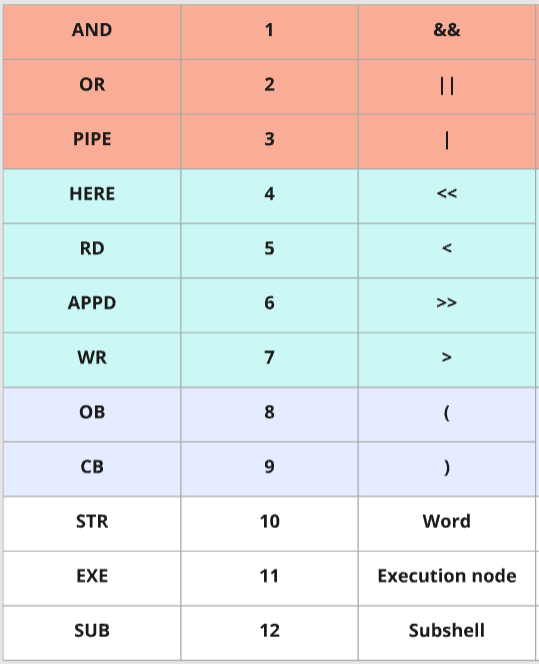 AND 1 &&
OR 2 ||
PIPE 3 |
HERE 4 <<
RD 5 <
APPD 6 >>
WR 7 >
OB 8 (
CB 9 )
STR 10 Word
EXE 11 Execution node
SUB 12 Subshell